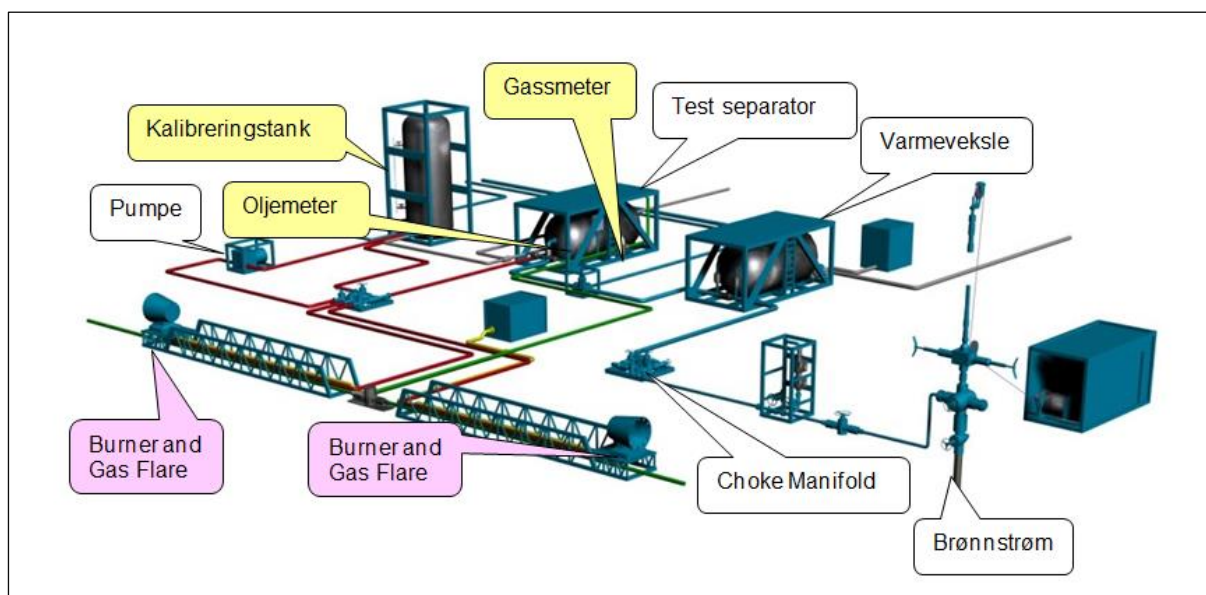 Gassmeter
Test separator
Kalibreringstank
Varmeveksle
Pumpe
Oljemeter
Burner and
Gas Flare
Burner and
Gas Flare
Choke Manifold
Brønnstrøm